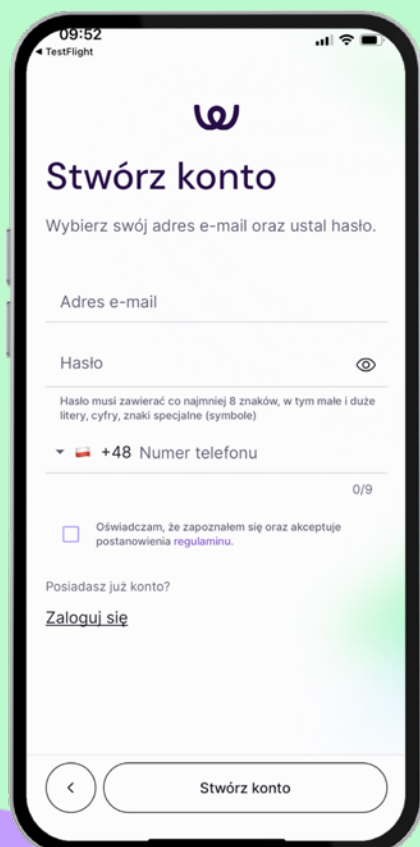 09:52
◀ TestFlight
Stwórz konto
Wybierz swój adres e-mail oraz ustal hasło.
Adres e-mail
Hasło
Hasło musi zawierać co najmniej 8 znaków, w tym małe i duże
litery, cyfry, znaki specjalne (symbole)
+48 Numer telefonu
0/9
Oświadczam, że zapoznałem się oraz akceptuje
postanowienia regulaminu.
Posiadasz już konto?
Zaloguj się
Stwórz konto